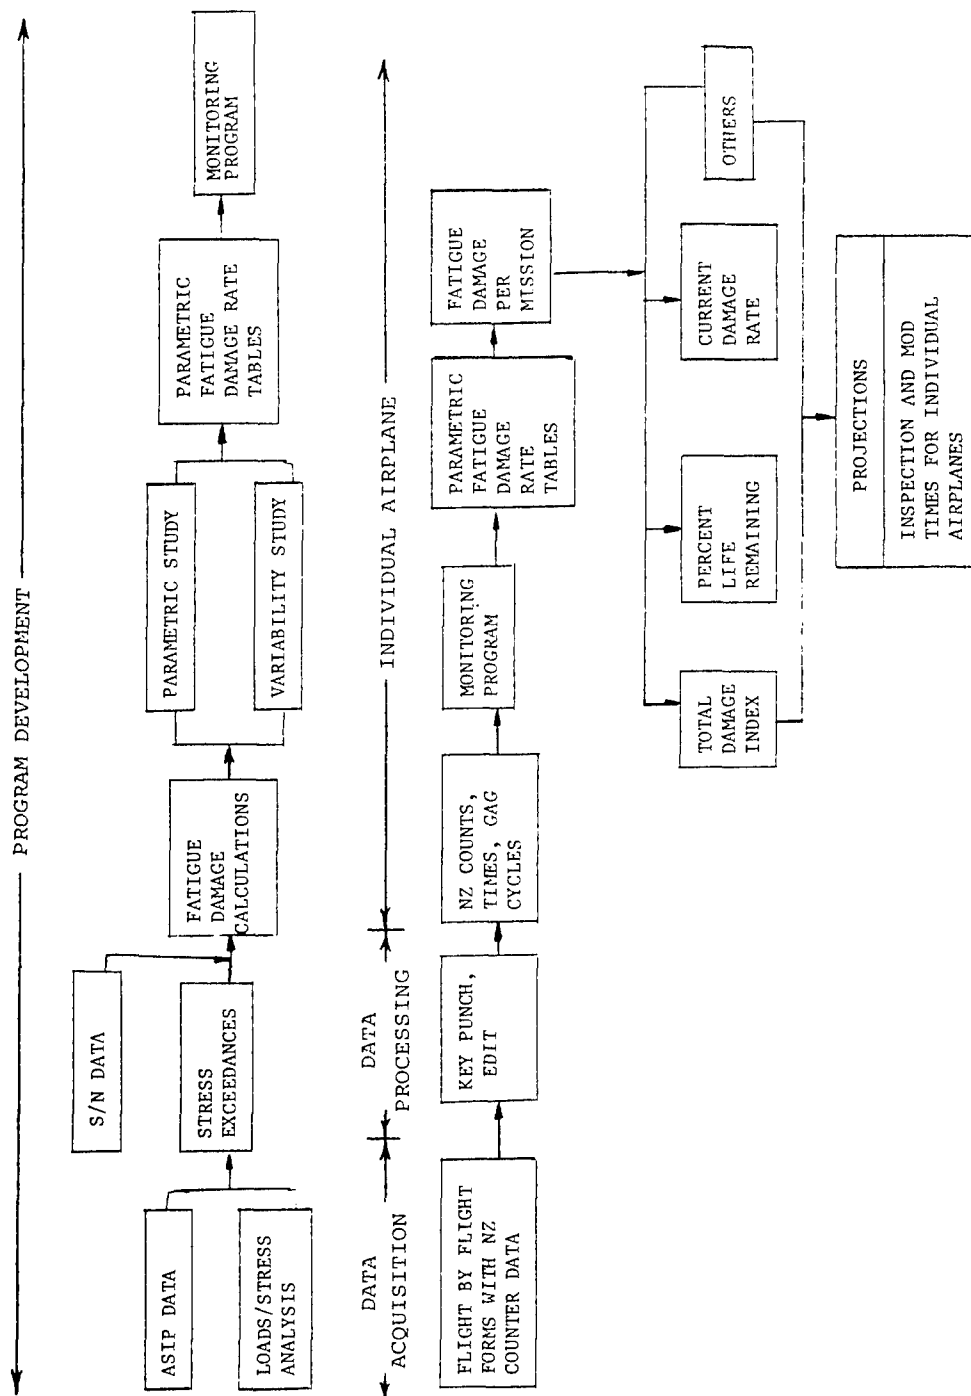 PROGRAM DEVELOPMENT
ASIP DATA
LOADS/STRESS
ANALYSIS
S/N DATA
STRESS
EXCEEDANCES
FATIGUE
DAMAGE
CALCULATIONS
PARAMETRIC STUDY
VARIABILITY STUDY
PARAMETRIC
FATIGUE
DAMAGE RATE
TABLES
MONITORING
PROGRAM
DATA
ACQUISITION
DATA
PROCESSING
INDIVIDUAL AIRPLANE
FLIGHT BY FLIGHT
FORMS WITH NZ
COUNTER DATA
KEY PUNCH,
EDIT
NZ COUNTS,
TIMES, GAG
CYCLES
MONITORING
PROGRAM
PARAMETRIC
FATIGUE
DAMAGE
RATE
TABLES
FATIGUE
DAMAGE
PER
MISSION
TOTAL
DAMAGE
INDEX
PERCENT
LIFE
REMAINING
CURRENT
DAMAGE
RATE
OTHERS
PROJECTIONS
INSPECTION AND MOD
TIMES FOR INDIVIDUAL
AIRPLANES